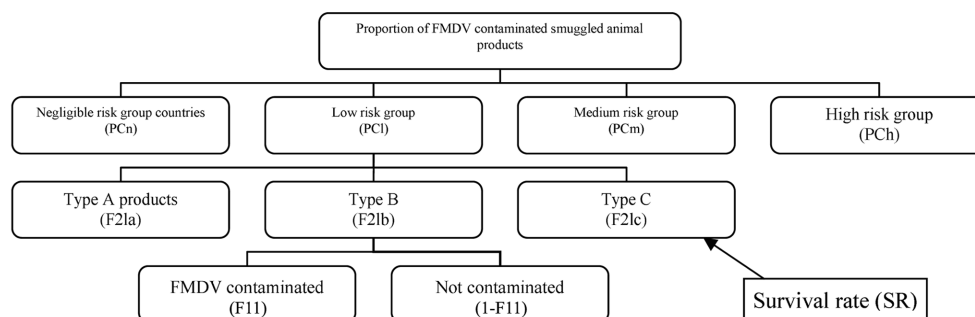 Proportion of FMDV contaminated smuggled animal
products
Negligible risk group countries
(PCn)
Low risk group
(PCl)
Medium risk group
(PCm)
High risk group
(PCh)
Type A products
(F2la)
Type B
(F2lb)
Type C
(F2lc)
FMDV contaminated
(F11)
Not contaminated
(1-F11)
Survival rate (SR)